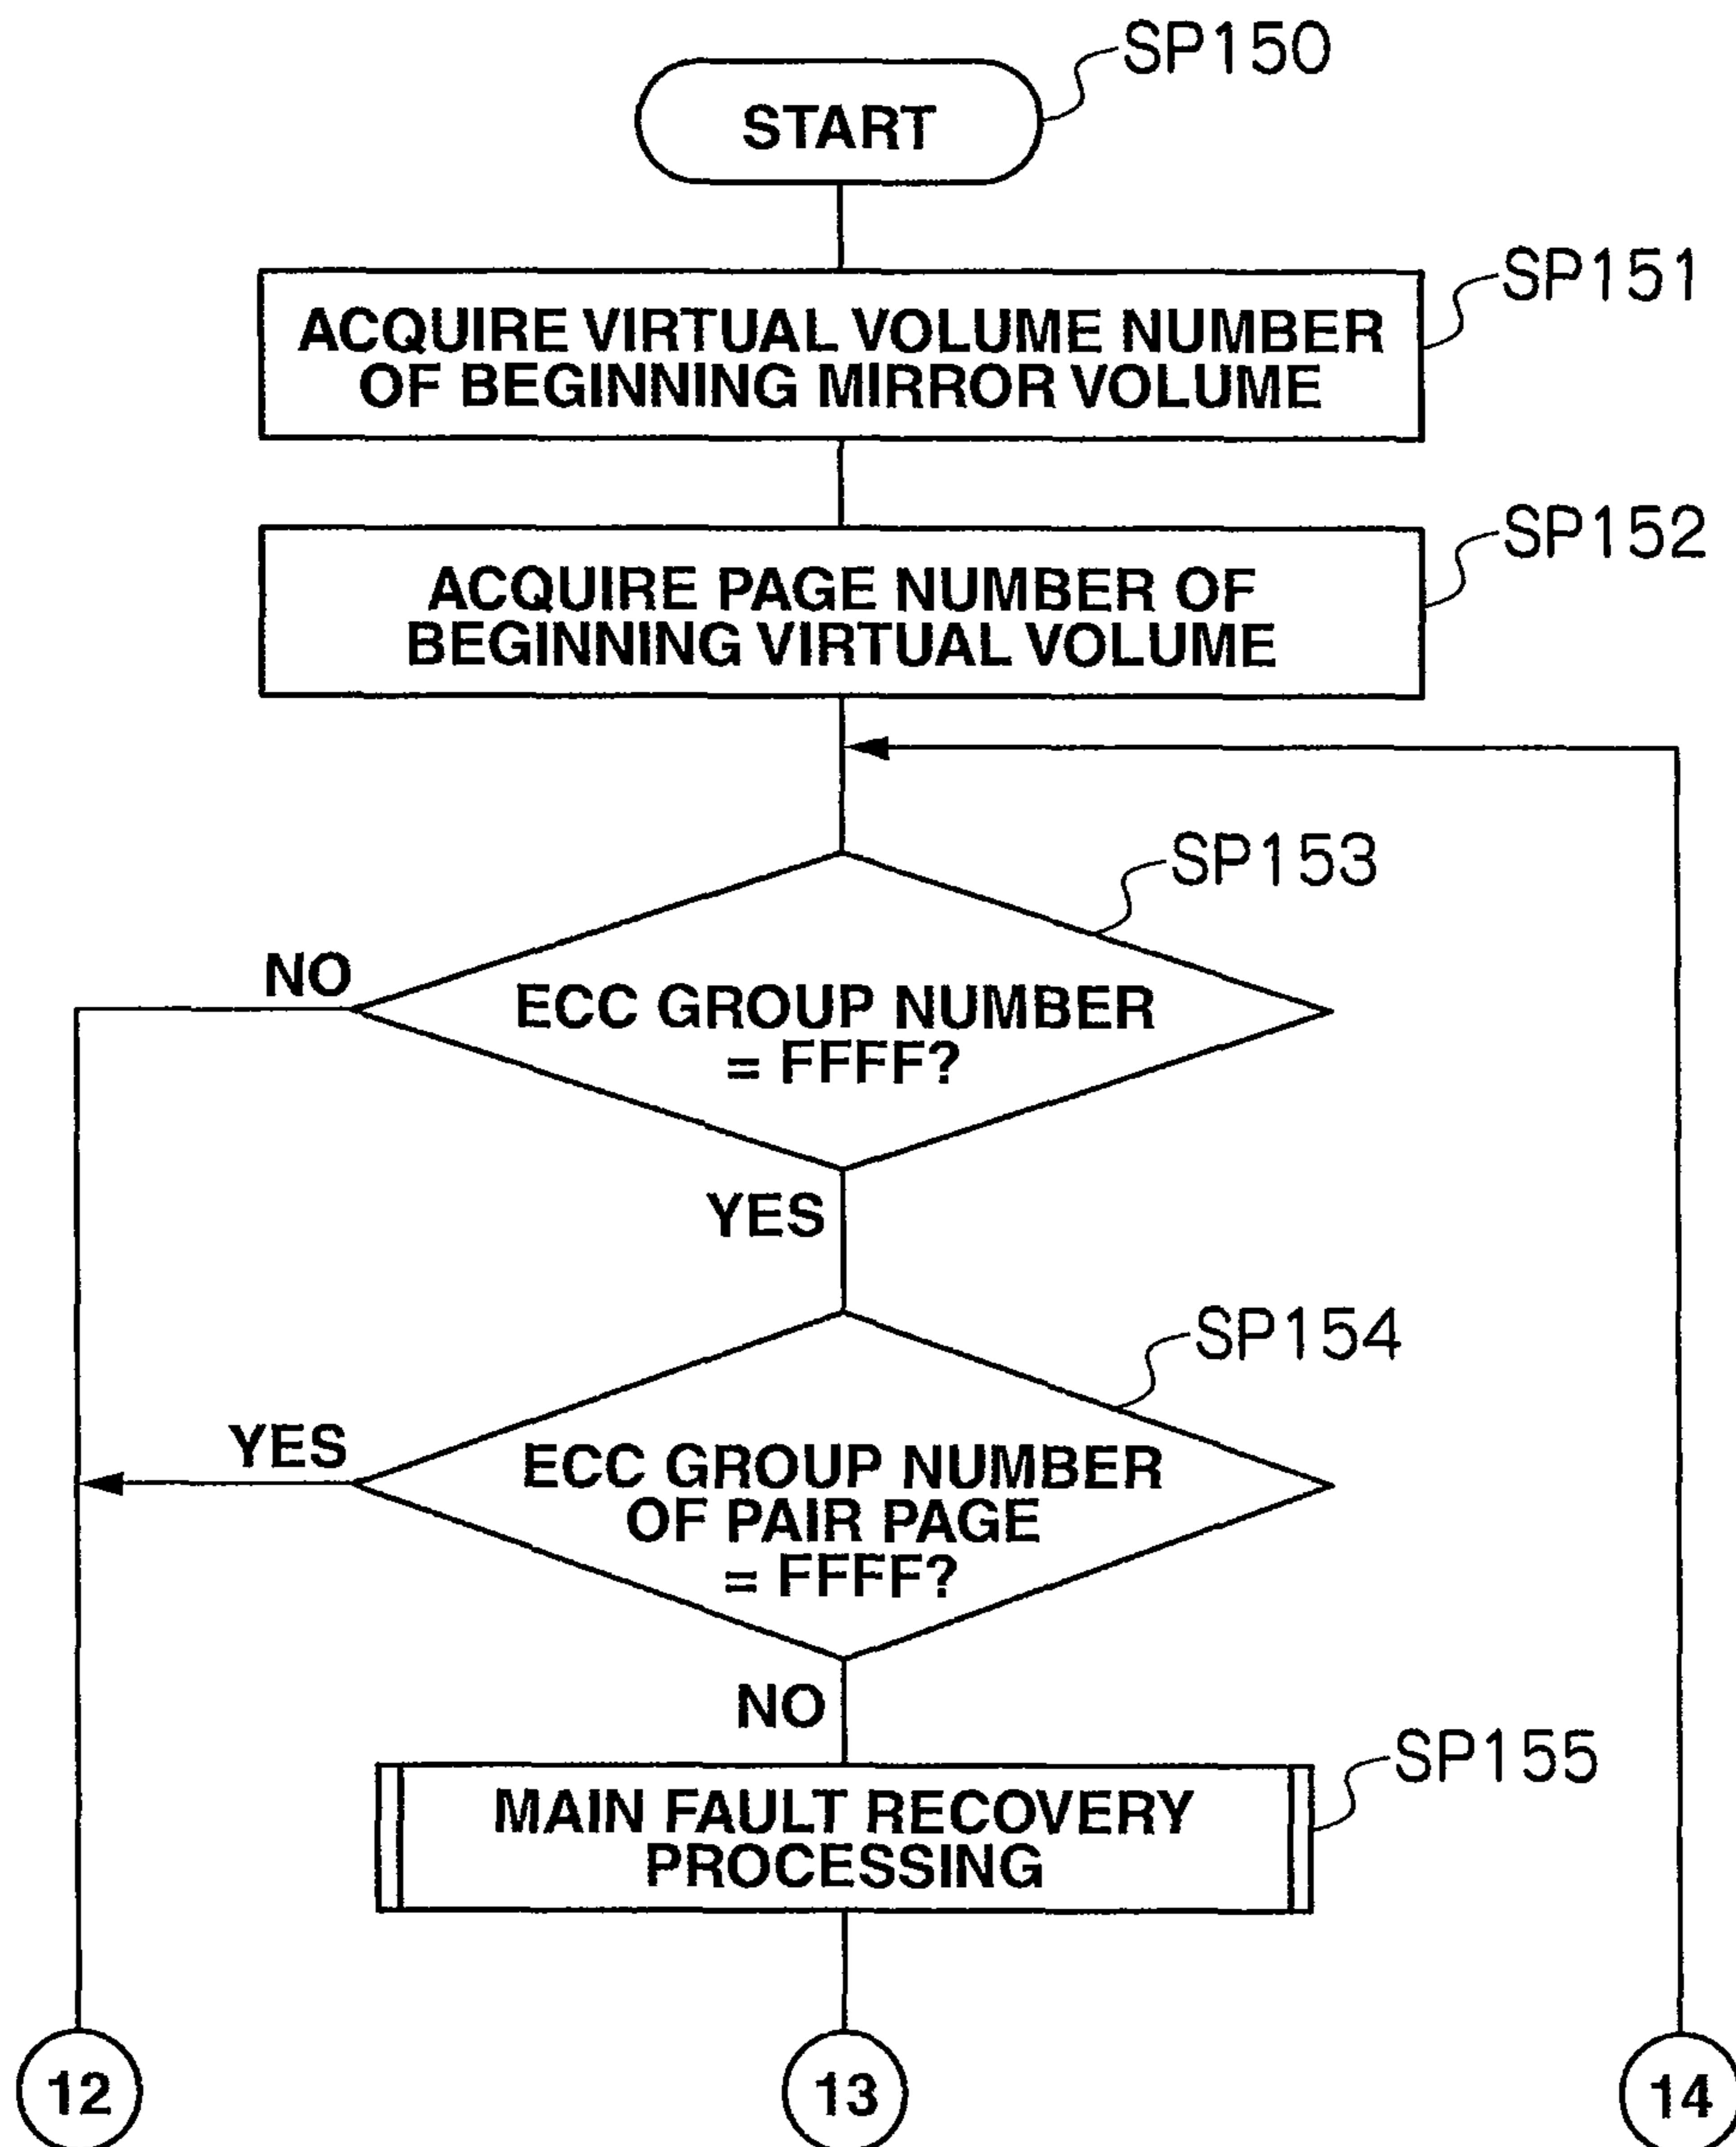 SP150
START
SP151
ACQUIRE VIRTUAL VOLUME NUMBER
OF BEGINNING MIRROR VOLUME
SP152
ACQUIRE PAGE NUMBER OF
BEGINNING VIRTUAL VOLUME
SP153
NO
ECC GROUP NUMBER
= FFFF?
YES
SP154
YES
ECC GROUP NUMBER
OF PAIR PAGE
= FFFF?
NO
SP155
MAIN FAULT RECOVERY
PROCESSING
12
13
14